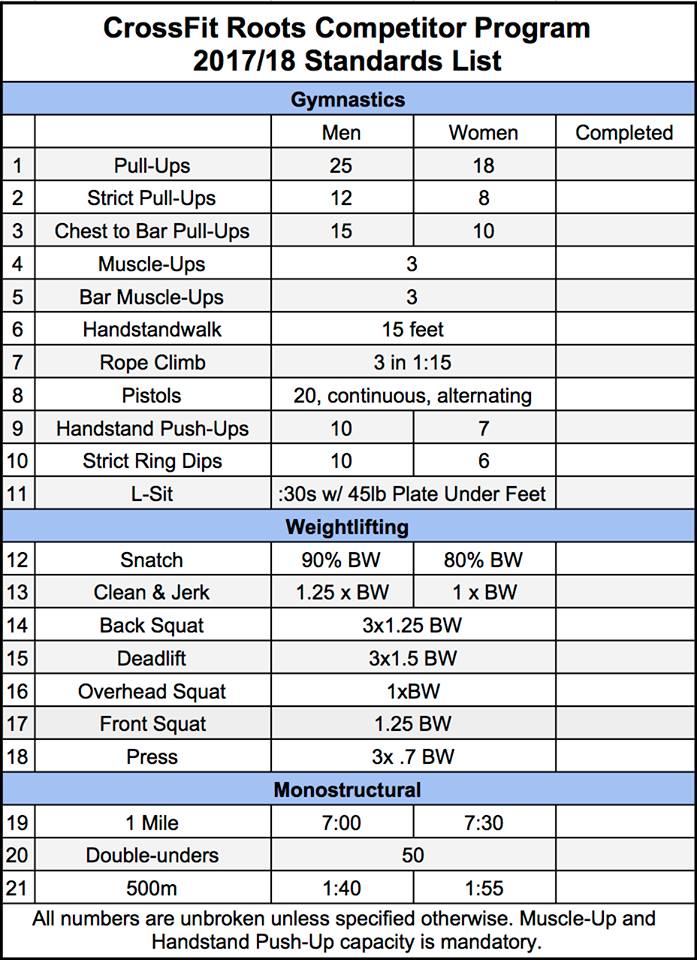 CrossFit Roots Competitor Program
2017/18 Standards List
Gymnastics
Men Women Completed
1 Pull-Ups 25 18
2 Strict Pull-Ups 12 8
3 Chest to Bar Pull-Ups 15 10
4 Muscle-Ups 3
5 Bar Muscle-Ups 3
6 Handstandwalk 15 feet
7 Rope Climb 3 in 1:15
8 Pistols 20, continuous, alternating
9 Handstand Push-Ups 10 7
10 Strict Ring Dips 10 6
11 L-Sit :30s w/ 45lb Plate Under Feet
Weightlifting
12 Snatch 90% BW 80% BW
13 Clean & Jerk 1.25 x BW 1 x BW
14 Back Squat 3x1.25 BW
15 Deadlift 3x1.5 BW
16 Overhead Squat 1xBW
17 Front Squat 1.25 BW
18 Press 3x .7 BW
Monostructural
19 1 Mile 7:00 7:30
20 Double-unders 50
21 500m 1:40 1:55
All numbers are unbroken unless specified otherwise. Muscle-Up and
Handstand Push-Up capacity is mandatory.